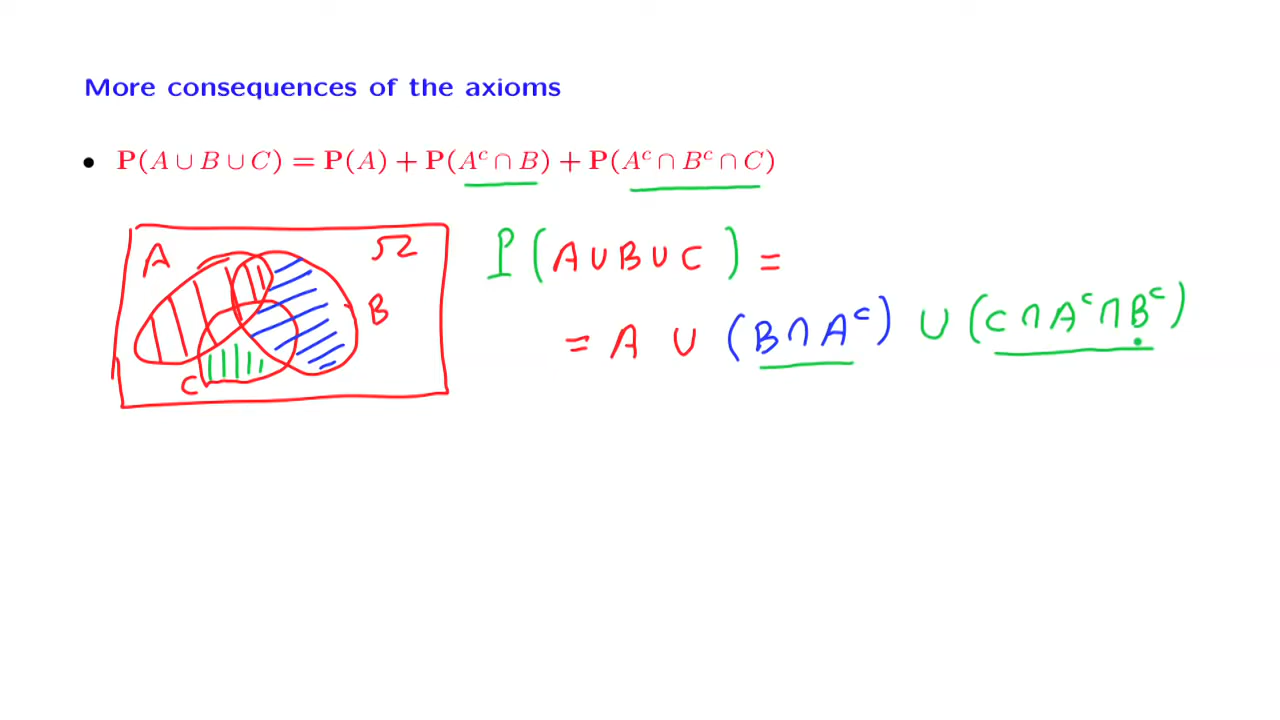 More consequences of the axioms
• P(A ∪ B ∪ C) = P(A) + P(Aᶜ ∩ B) + P(Aᶜ ∩ Bᶜ ∩ C)
A Ω B C
P(A ∪ B ∪ C) =
= A ∪ (B ∩ Aᶜ) ∪ (C ∩ Aᶜ ∩ Bᶜ)